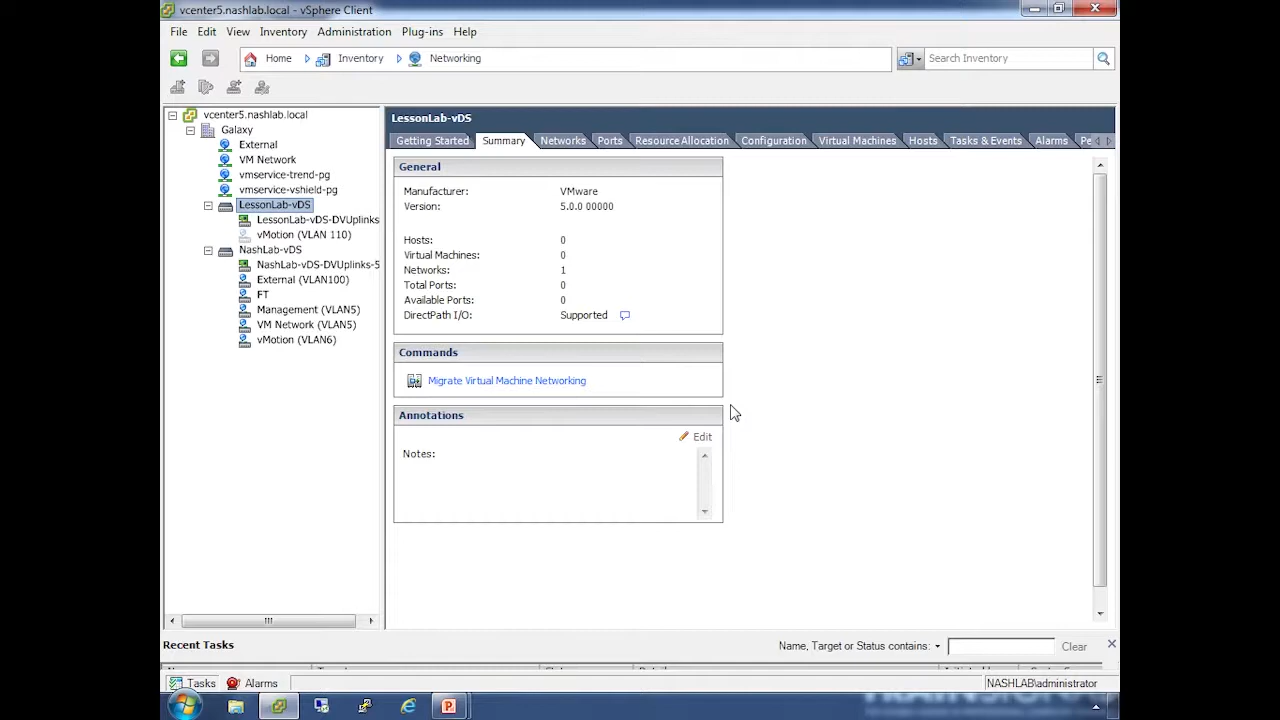 vcenter5.nashlab.local - vSphere Client
File Edit View Inventory Administration Plug-ins Help
Home Inventory Networking Search Inventory
vcenter5.nashlab.local
Galaxy
External
VM Network
vmservice-trend-pg
vmservice-vshield-pg
LessonLab-vDS
LessonLab-vDS-DVUplinks
vMotion (VLAN 110)
NashLab-vDS
NashLab-vDS-DVUplinks-5
External (VLAN100)
FT
Management (VLAN5)
VM Network (VLAN5)
vMotion (VLAN6)
LessonLab-vDS
Getting Started Summary Networks Ports Resource Allocation Configuration Virtual Machines Hosts Tasks & Events Alarms Pe
General
Manufacturer: VMware
Version: 5.0.0 00000
Hosts: 0
Virtual Machines: 0
Networks: 1
Total Ports: 0
Available Ports: 0
DirectPath I/O: Supported
Commands
Migrate Virtual Machine Networking
Annotations
Edit
Notes:
Recent Tasks Name, Target or Status contains: Clear
Tasks Alarms NASHLAB\administrator